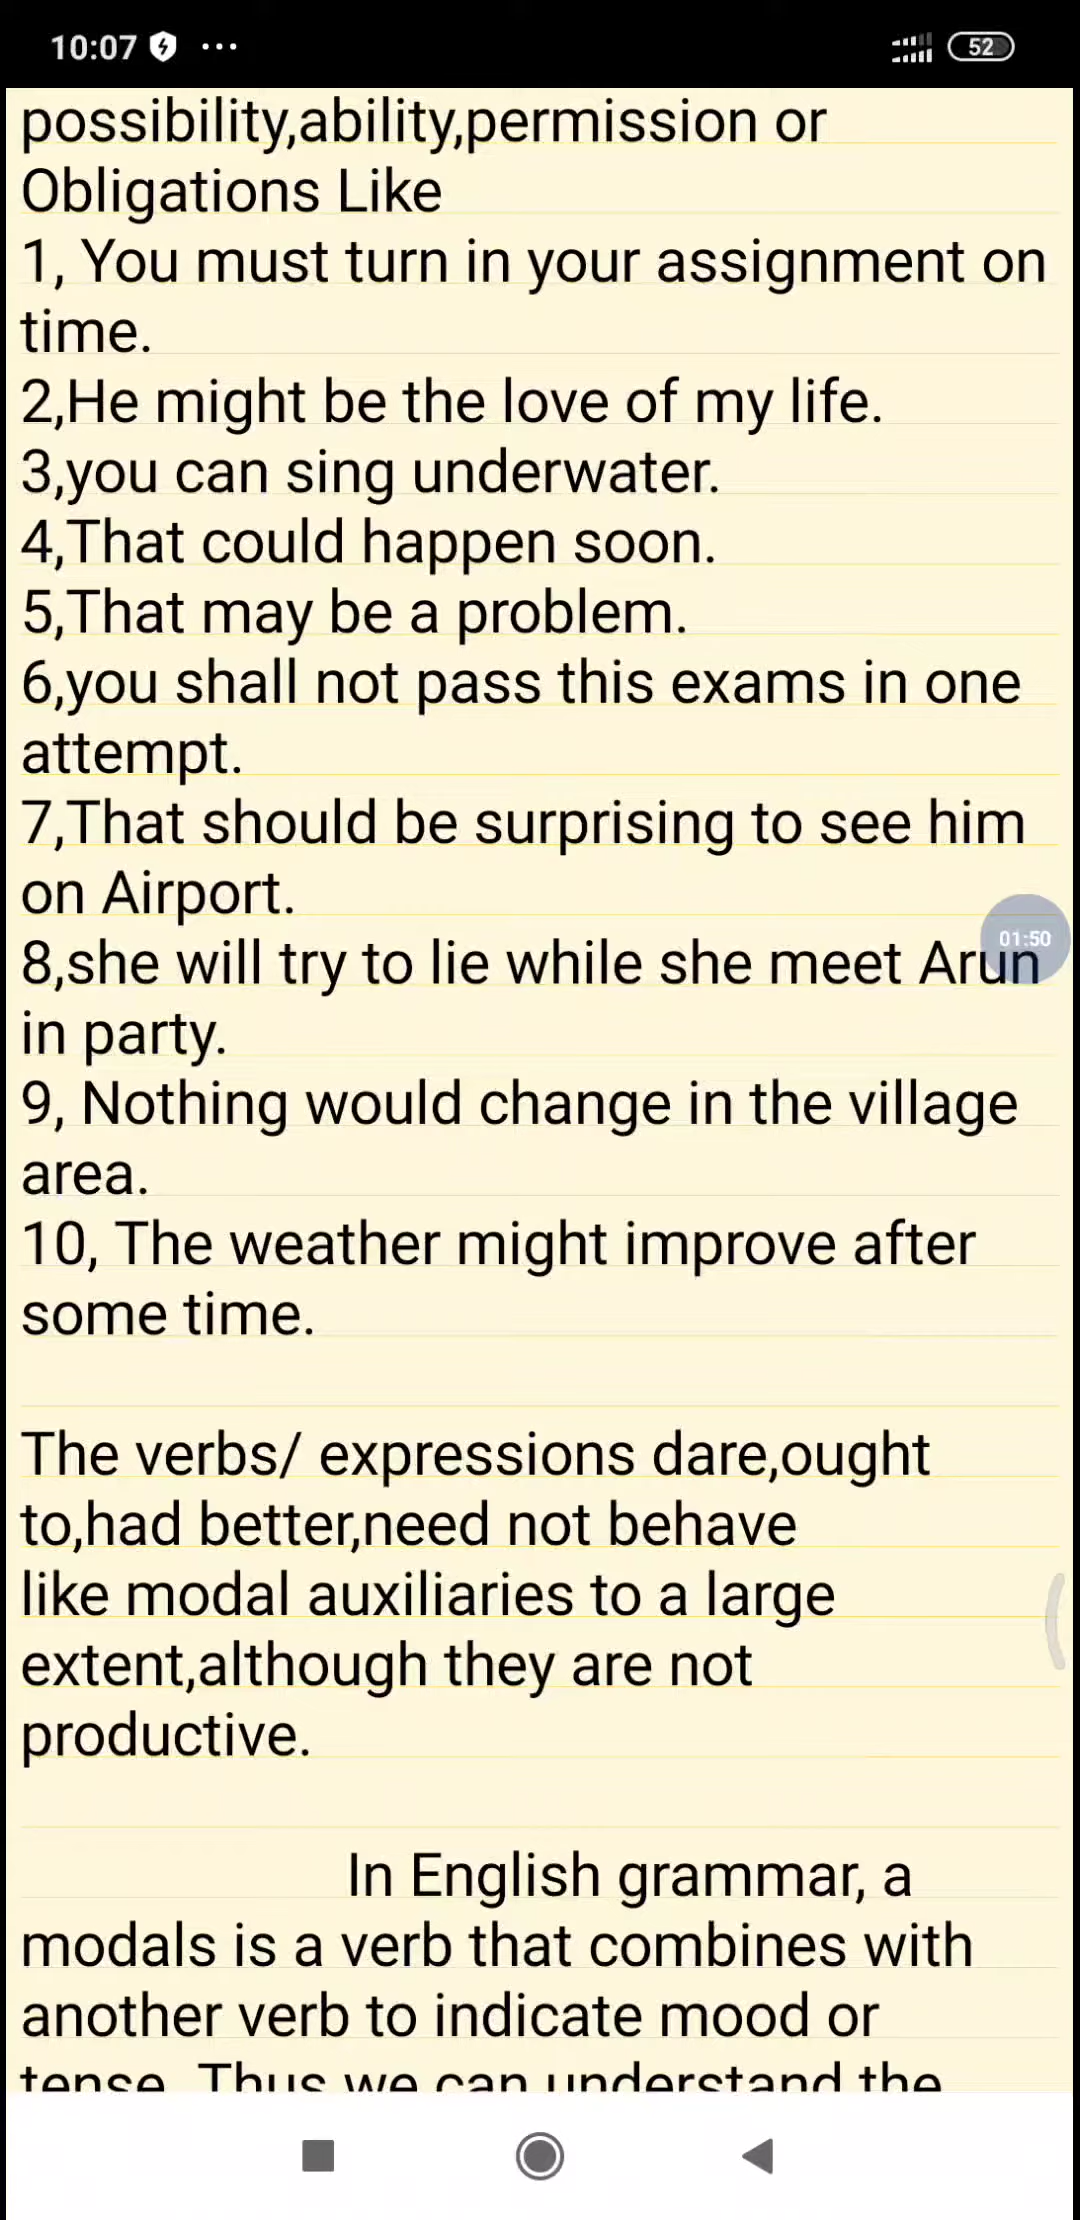 10:07 ... 52
possibility,ability,permission or
Obligations Like
1, You must turn in your assignment on
time.
2,He might be the love of my life.
3,you can sing underwater.
4,That could happen soon.
5,That may be a problem.
6,you shall not pass this exams in one
attempt.
7,That should be surprising to see him
on Airport.
01:50
8,she will try to lie while she meet Arun
in party.
9, Nothing would change in the village
area.
10, The weather might improve after
some time.
The verbs/ expressions dare,ought
to,had better,need not behave
like modal auxiliaries to a large
extent,although they are not
productive.
In English grammar, a
modals is a verb that combines with
another verb to indicate mood or
tense Thus we can understand the